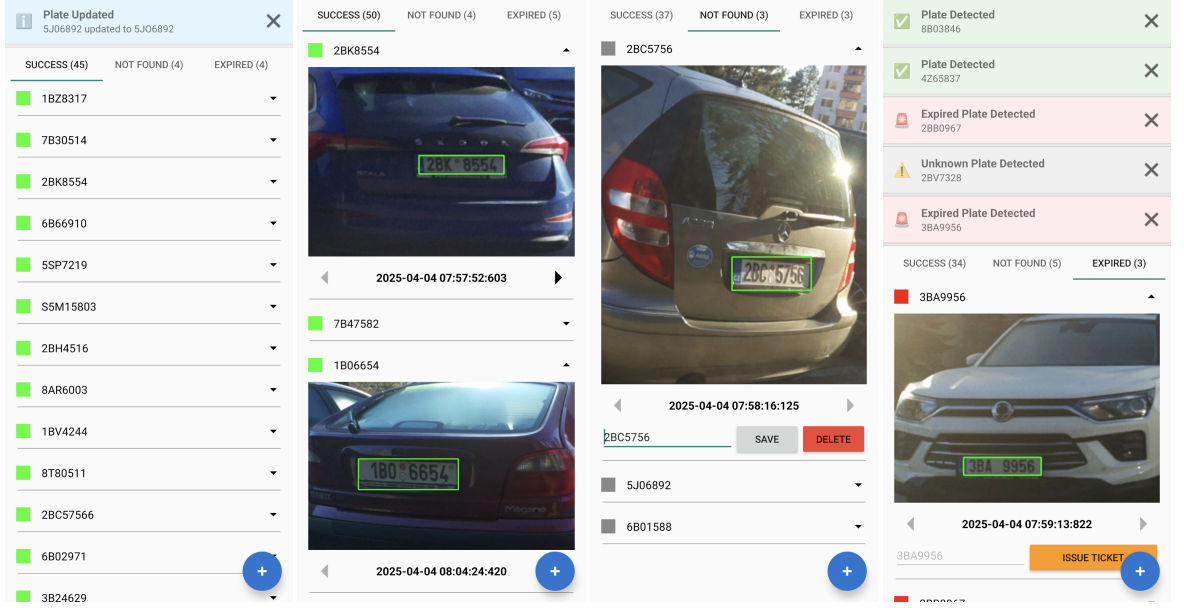 Plate Updated
5J06892 updated to 5JO6892
SUCCESS (45) NOT FOUND (4) EXPIRED (4)
1BZ8317
7B30514
2BK8554
6B66910
5SP7219
S5M15803
2BH4516
8AR6003
1BV4244
8T80511
2BC57566
6B02971
3B24629
+
SUCCESS (50) NOT FOUND (4) EXPIRED (5)
2BK8554
SKODA
SCALA
2BK 8554
2025-04-04 07:57:52:603
7B47582
1B06654
1B0 6654
Mégane
2025-04-04 08:04:24:420
+
SUCCESS (37) NOT FOUND (3) EXPIRED (3)
2BC5756
2BC 5756
2025-04-04 07:58:16:125
2BC5756 SAVE DELETE
5J06892
6B01588
+
Plate Detected
8B03846
Plate Detected
4Z65837
Expired Plate Detected
2BB0967
Unknown Plate Detected
2BV7328
Expired Plate Detected
3BA9956
SUCCESS (34) NOT FOUND (5) EXPIRED (3)
3BA9956
3BA 9956
2025-04-04 07:59:13:822
3BA9956 ISSUE TICKET
+
2BB0967